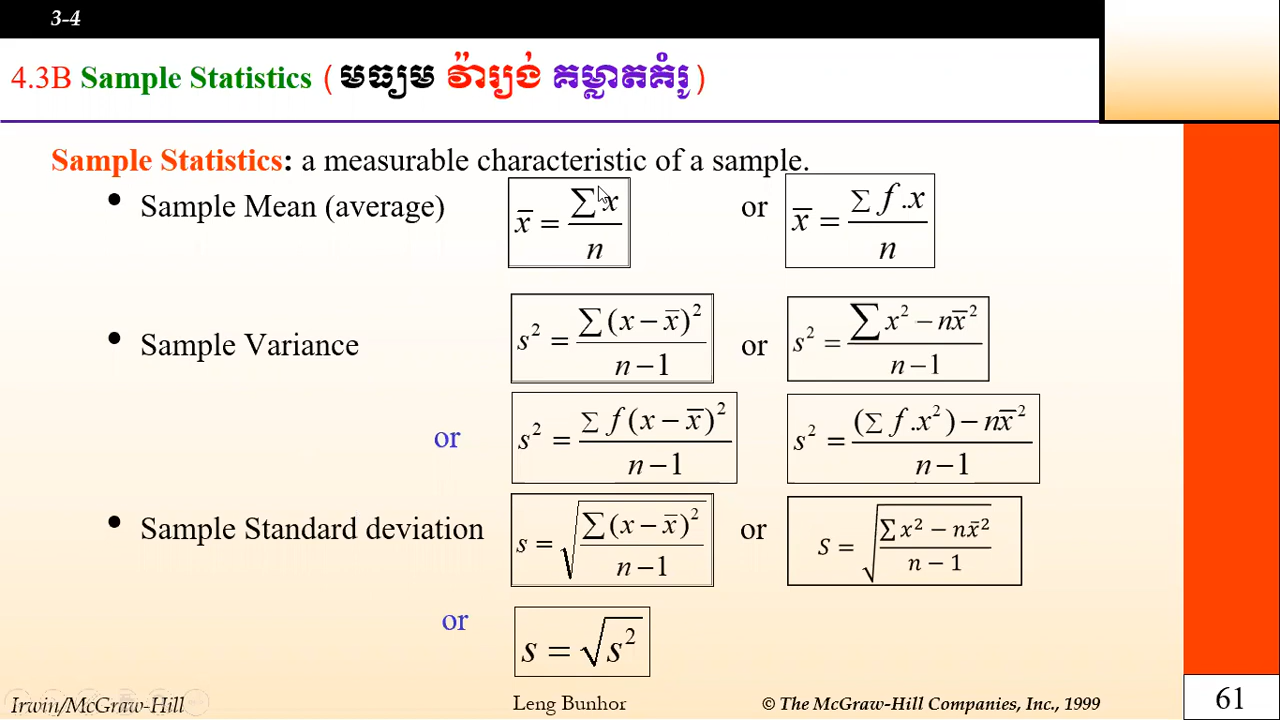 3-4
4.3B Sample Statistics (មធ្យម វ៉ារ្យង់ គម្លាតគំរូ)
Sample Statistics: a measurable characteristic of a sample.
• Sample Mean (average) x̄ = ∑x / n or x̄ = ∑ f.x / n
• Sample Variance s² = ∑(x − x̄)² / n − 1 or s² = ∑ x² − nx̄² / n − 1
or s² = ∑ f(x − x̄)² / n − 1 s² = (∑ f.x²) − nx̄² / n − 1
• Sample Standard deviation s = √(∑(x − x̄)² / n − 1) or S = √(∑x² − nx̄² / n − 1)
or s = √s²
Irwin/McGraw-Hill Leng Bunhor © The McGraw-Hill Companies, Inc., 1999 61